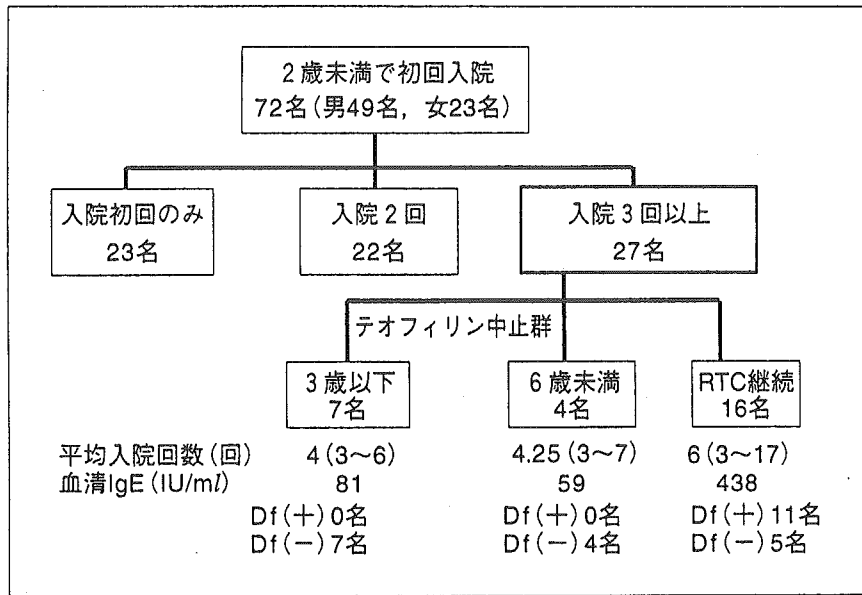 2歳未満で初回入院
72名(男49名，女23名)
入院初回のみ
23名
入院2回
22名
入院3回以上
27名
テオフィリン中止群
3歳以下
7名
6歳未満
4名
RTC継続
16名
平均入院回数(回) 4(3〜6) 4.25(3〜7) 6(3〜17)
血清IgE(IU/ml) 81 59 438
Df(＋)0名 Df(＋)0名 Df(＋)11名
Df(－)7名 Df(－)4名 Df(－)5名